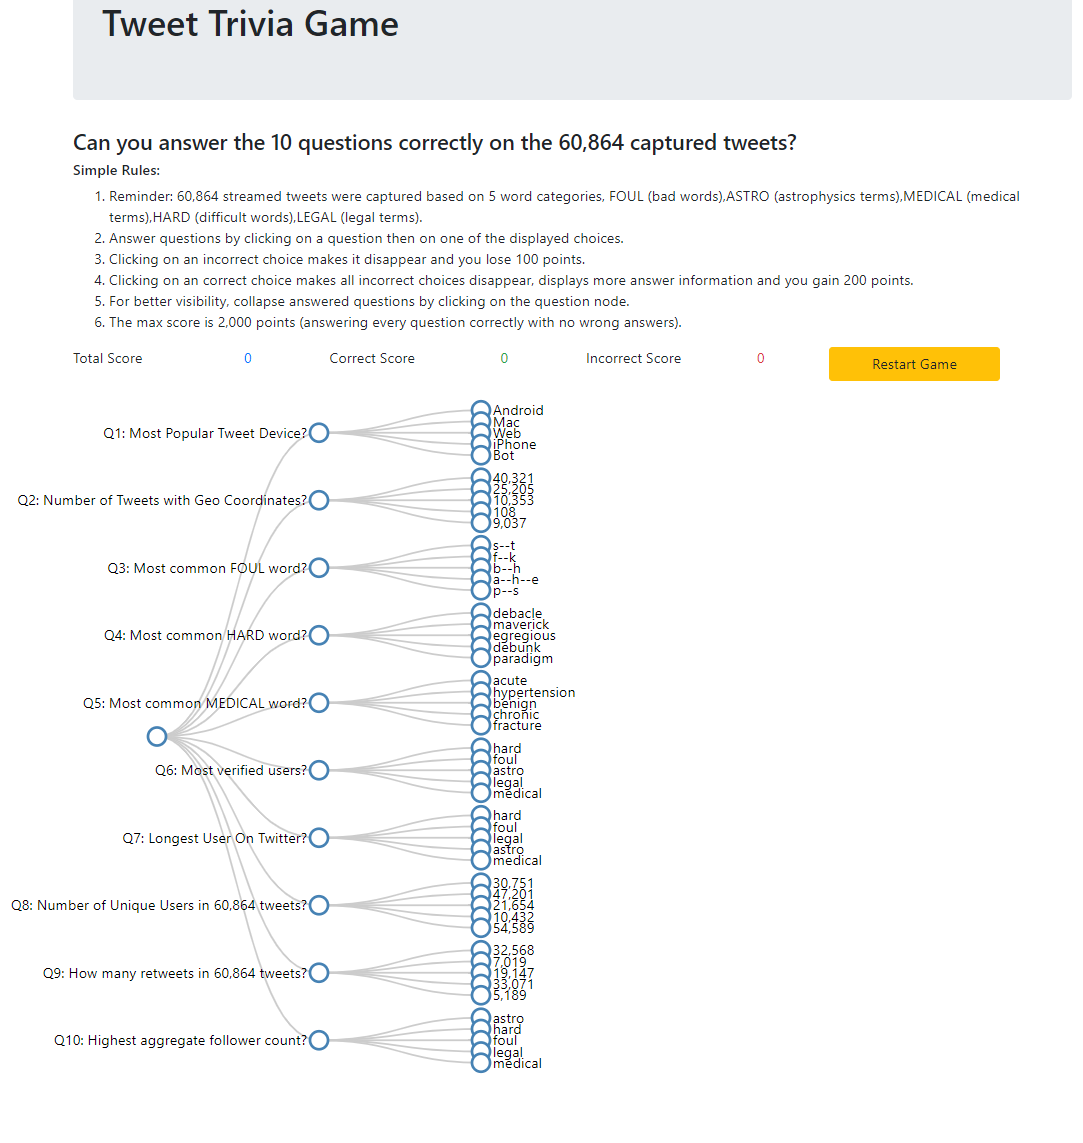 Tweet Trivia Game
Can you answer the 10 questions correctly on the 60,864 captured tweets?
Simple Rules:
1. Reminder: 60,864 streamed tweets were captured based on 5 word categories, FOUL (bad words),ASTRO (astrophysics terms),MEDICAL (medical
terms),HARD (difficult words),LEGAL (legal terms).
2. Answer questions by clicking on a question then on one of the displayed choices.
3. Clicking on an incorrect choice makes it disappear and you lose 100 points.
4. Clicking on an correct choice makes all incorrect choices disappear, displays more answer information and you gain 200 points.
5. For better visibility, collapse answered questions by clicking on the question node.
6. The max score is 2,000 points (answering every question correctly with no wrong answers).
Total Score 0 Correct Score 0 Incorrect Score 0 Restart Game
Q1: Most Popular Tweet Device?
Android
Mac
Web
iPhone
Bot
Q2: Number of Tweets with Geo Coordinates?
40,321
25,205
10,353
108
9,037
Q3: Most common FOUL word?
s--t
f--k
b--h
a--h--e
p--s
Q4: Most common HARD word?
debacle
maverick
egregious
debunk
paradigm
Q5: Most common MEDICAL word?
acute
hypertension
benign
chronic
fracture
Q6: Most verified users?
hard
foul
astro
legal
medical
Q7: Longest User On Twitter?
hard
foul
legal
astro
medical
Q8: Number of Unique Users in 60,864 tweets?
30,751
47,201
21,654
10,432
54,589
Q9: How many retweets in 60,864 tweets?
32,568
7,019
19,147
33,071
5,189
Q10: Highest aggregate follower count?
astro
hard
foul
legal
medical